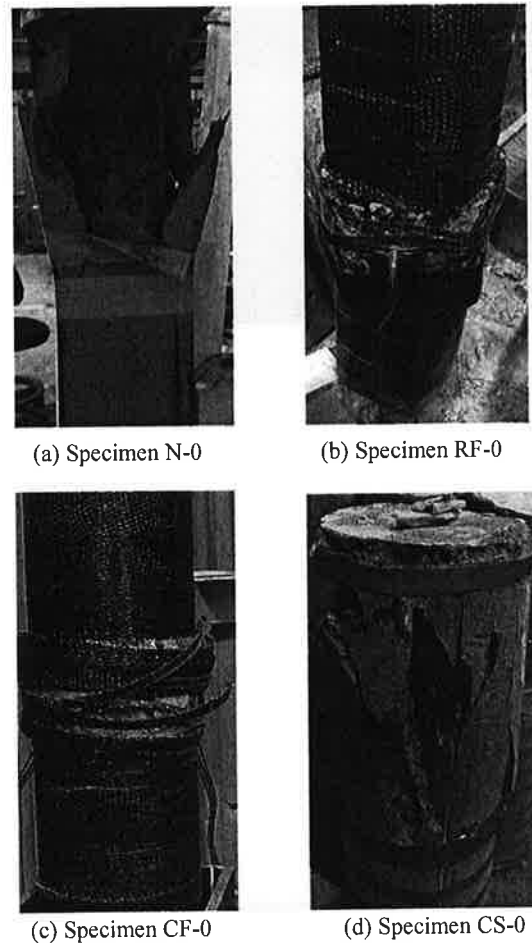 (a) Specimen N-0
(b) Specimen RF-0
(c) Specimen CF-0
(d) Specimen CS-0